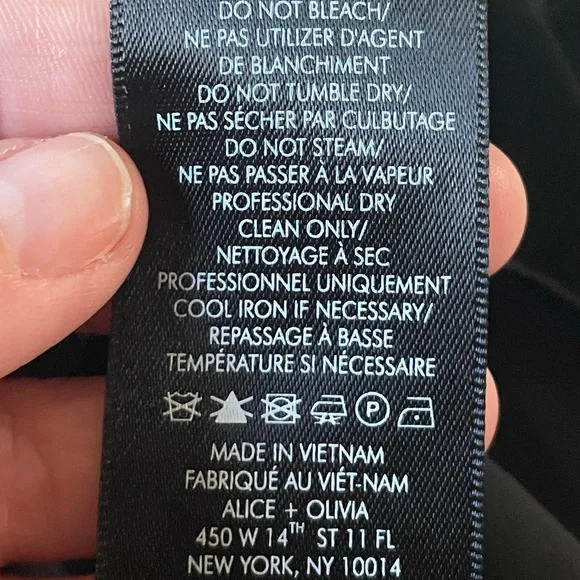 DO NOT BLEACH/
NE PAS UTILIZER D'AGENT
DE BLANCHIMENT
DO NOT TUMBLE DRY/
NE PAS SÉCHER PAR CULBUTAGE
DO NOT STEAM/
NE PAS PASSER À LA VAPEUR
PROFESSIONAL DRY
CLEAN ONLY/
NETTOYAGE À SEC
PROFESSIONNEL UNIQUEMENT
COOL IRON IF NECESSARY/
REPASSAGE À BASSE
TEMPÉRATURE SI NÉCESSAIRE
P
MADE IN VIETNAM
FABRIQUÉ AU VIÉT-NAM
ALICE + OLIVIA
450 W 14TH ST 11 FL
NEW YORK, NY 10014